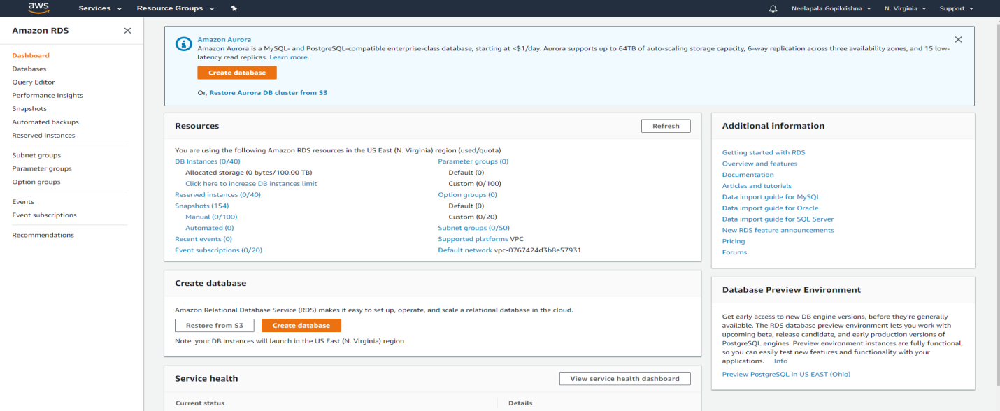 aws
Services
Resource Groups
Neelapala Gopikrishna
N. Virginia
Support
Amazon RDS
Dashboard
Databases
Query Editor
Performance Insights
Snapshots
Automated backups
Reserved instances
Subnet groups
Parameter groups
Option groups
Events
Event subscriptions
Recommendations
Amazon Aurora
Amazon Aurora is a MySQL- and PostgreSQL-compatible enterprise-class database, starting at <$1/day. Aurora supports up to 64TB of auto-scaling storage capacity, 6-way replication across three availability zones, and 15 low-
latency read replicas. Learn more.
Create database
Or, Restore Aurora DB cluster from S3
Resources
Refresh
You are using the following Amazon RDS resources in the US East (N. Virginia) region (used/quota)
DB Instances (0/40)
Allocated storage (0 bytes/100.00 TB)
Click here to increase DB instances limit
Reserved instances (0/40)
Snapshots (154)
Manual (0/100)
Automated (0)
Recent events (0)
Event subscriptions (0/20)
Parameter groups (0)
Default (0)
Custom (0/100)
Option groups (0)
Default (0)
Custom (0/20)
Subnet groups (0/50)
Supported platforms VPC
Default network vpc-0767424d3b8e57931
Create database
Amazon Relational Database Service (RDS) makes it easy to set up, operate, and scale a relational database in the cloud.
Restore from S3
Create database
Note: your DB instances will launch in the US East (N. Virginia) region
Service health
View service health dashboard
Current status
Details
Additional information
Getting started with RDS
Overview and features
Documentation
Articles and tutorials
Data import guide for MySQL
Data import guide for Oracle
Data import guide for SQL Server
New RDS feature announcements
Pricing
Forums
Database Preview Environment
Get early access to new DB engine versions, before they're generally
available. The RDS database preview environment lets you work with
upcoming beta, release candidate, and early production versions of
PostgreSQL engines. Preview environment instances are fully functional,
so you can easily test new features and functionality with your
applications. Info
Preview PostgreSQL in US EAST (Ohio)